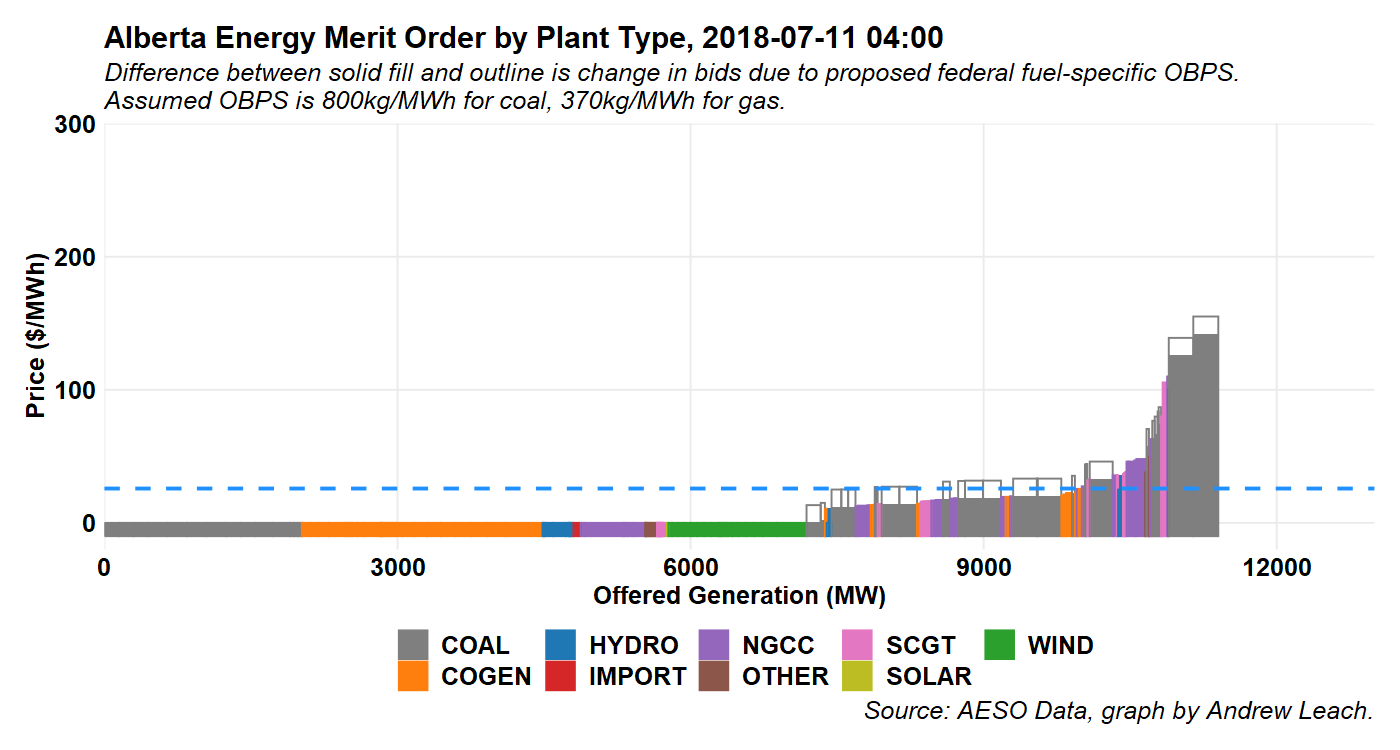 Alberta Energy Merit Order by Plant Type, 2018-07-11 04:00
Difference between solid fill and outline is change in bids due to proposed federal fuel-specific OBPS.
Assumed OBPS is 800kg/MWh for coal, 370kg/MWh for gas.
300
200
100
0
Price ($/MWh)
0 3000 6000 9000 12000
Offered Generation (MW)
COAL HYDRO NGCC SCGT WIND
COGEN IMPORT OTHER SOLAR
Source: AESO Data, graph by Andrew Leach.